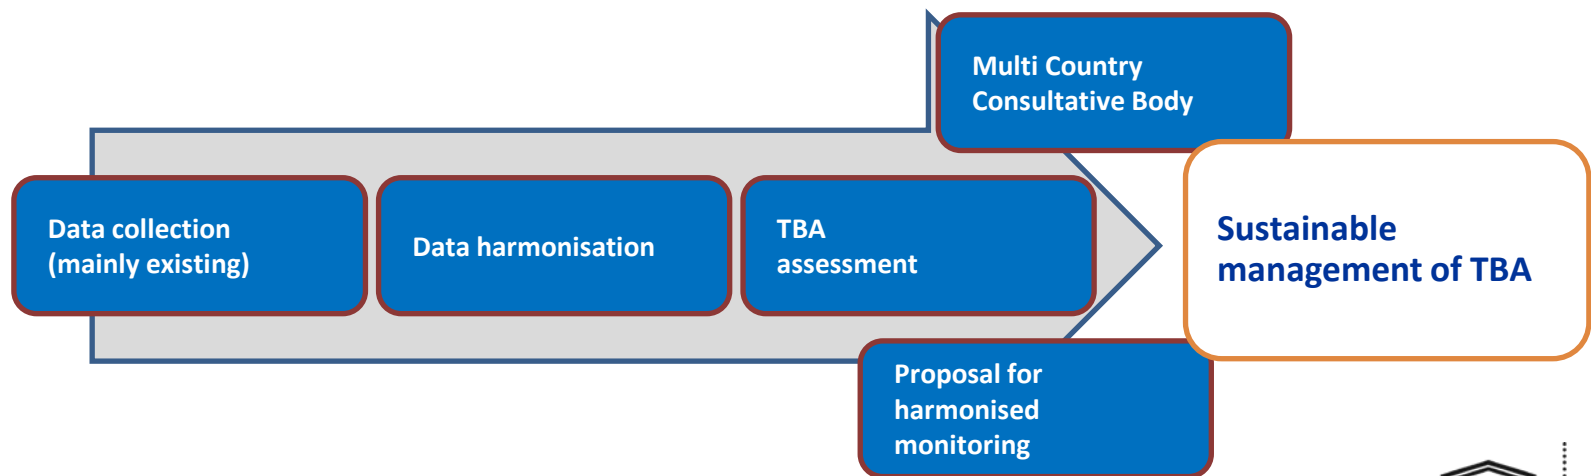 Multi Country
Consultative Body
Data collection
(mainly existing)
Data harmonisation
TBA
assessment
Sustainable
management of TBA
Proposal for
harmonised
monitoring